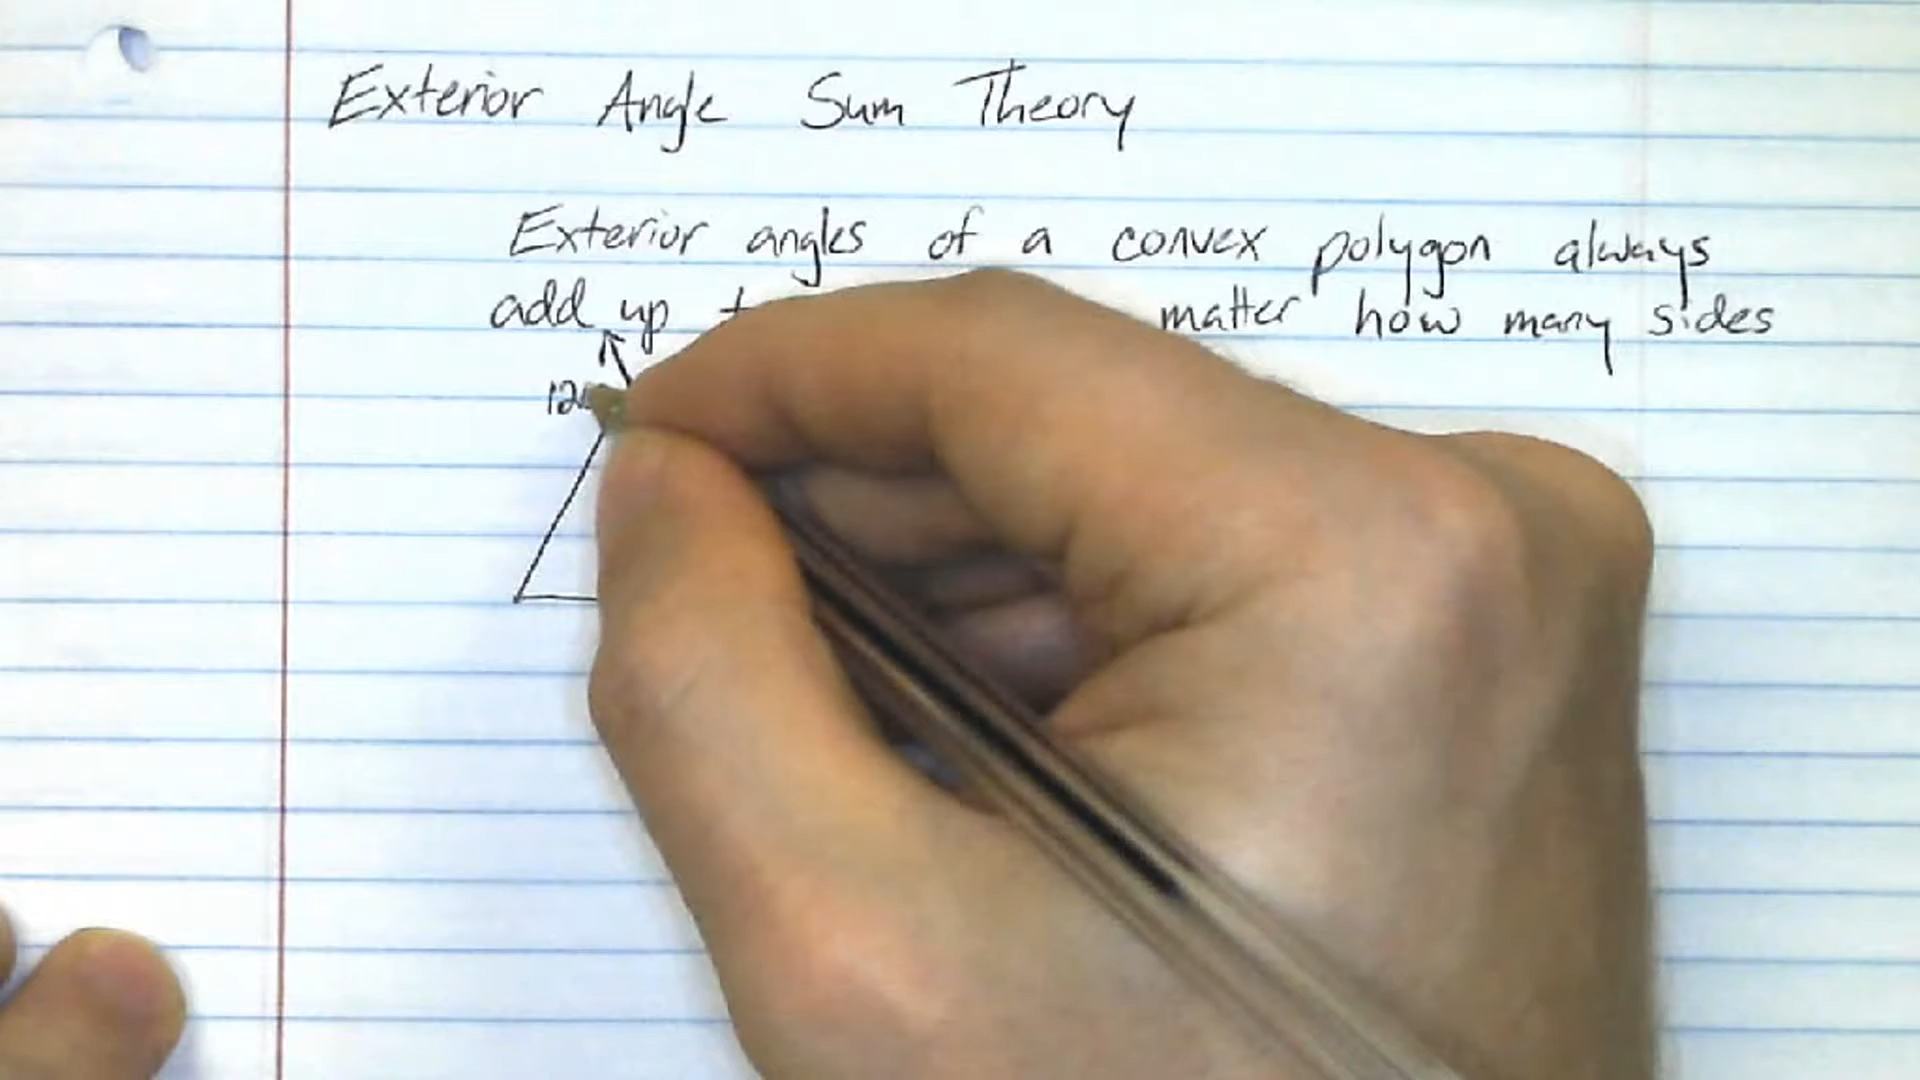 Exterior Angle Sum Theory
Exterior angles of a convex polygon always
add up matter how many sides